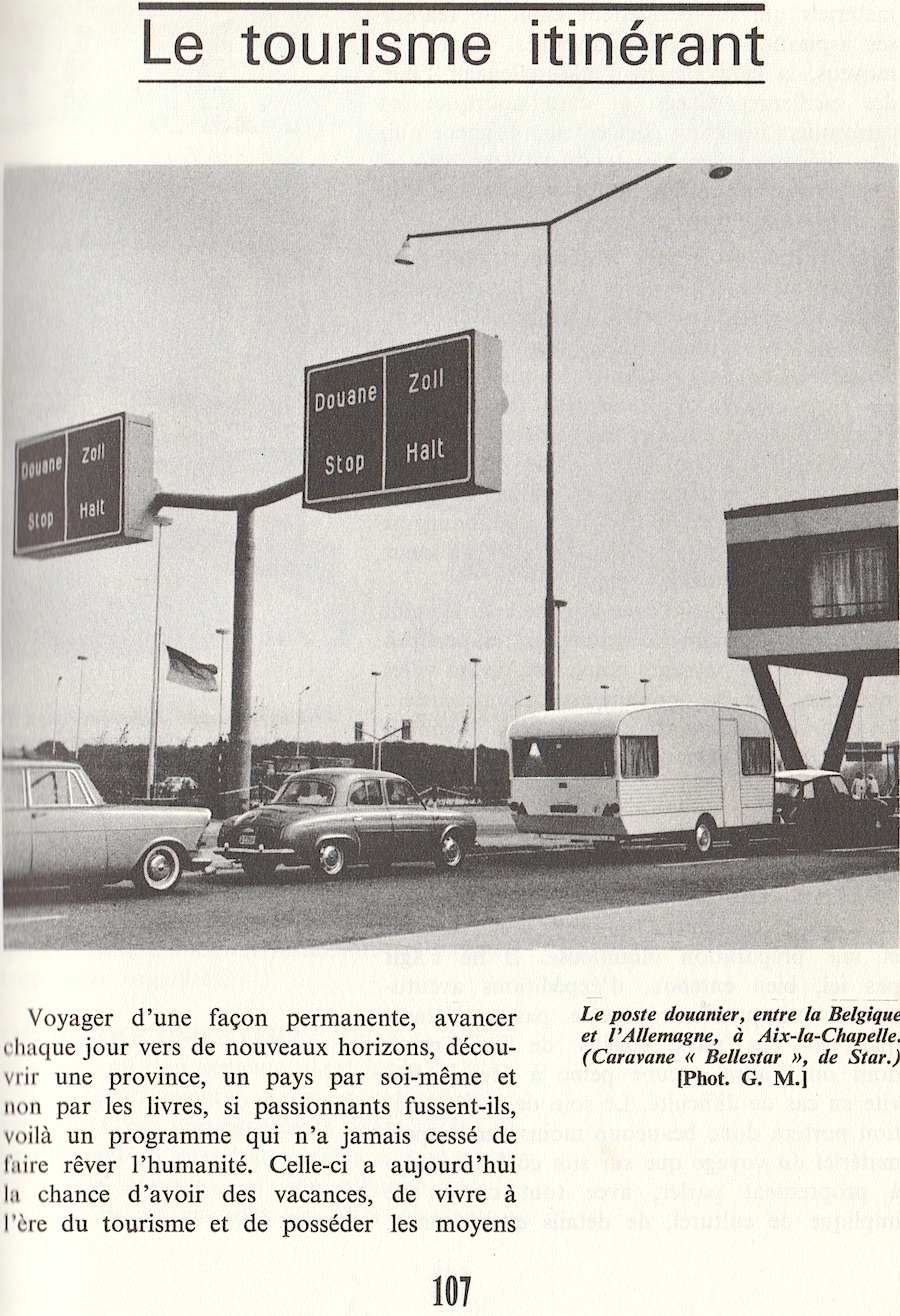 Le tourisme itinérant
Douane Zoll
Stop Halt
Douane Zoll
Stop Halt
Voyager d'une façon permanente, avancer
chaque jour vers de nouveaux horizons, décou-
vrir une province, un pays par soi-même et
non par les livres, si passionnants fussent-ils,
voilà un programme qui n'a jamais cessé de
faire rêver l'humanité. Celle-ci a aujourd'hui
la chance d'avoir des vacances, de vivre à
l'ère du tourisme et de posséder les moyens
Le poste douanier, entre la Belgique
et l'Allemagne, à Aix-la-Chapelle.
(Caravane « Bellestar », de Star.)
[Phot. G. M.]
107